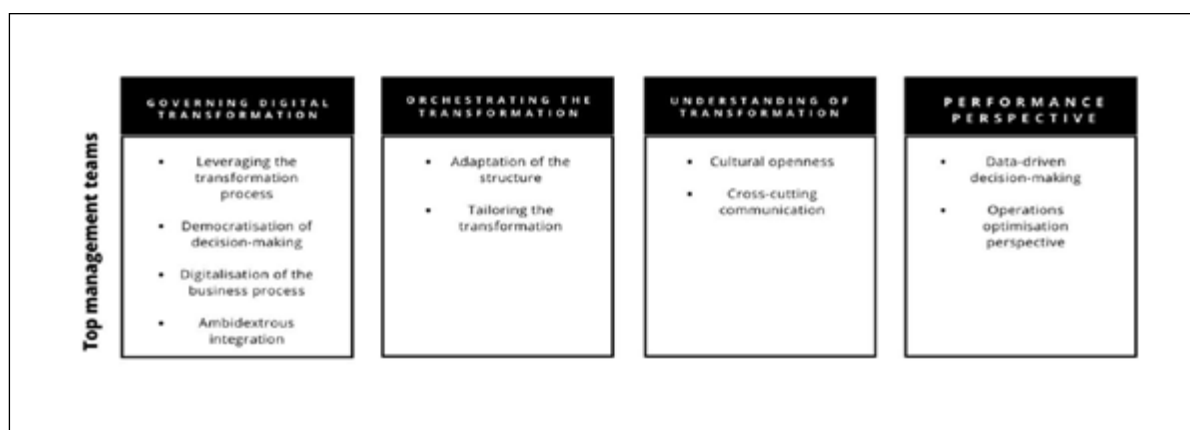 Top management teams
GOVERNING DIGITAL
TRANSFORMATION
• Leveraging the
transformation
process
• Democratisation of
decision-making
• Digitalisation of the
business process
• Ambidextrous
integration
ORCHESTRATING THE
TRANSFORMATION
• Adaptation of the
structure
• Tailoring the
transformation
UNDERSTANDING OF
TRANSFORMATION
• Cultural openness
• Cross-cutting
communication
PERFORMANCE
PERSPECTIVE
• Data-driven
decision-making
• Operations
optimisation
perspective